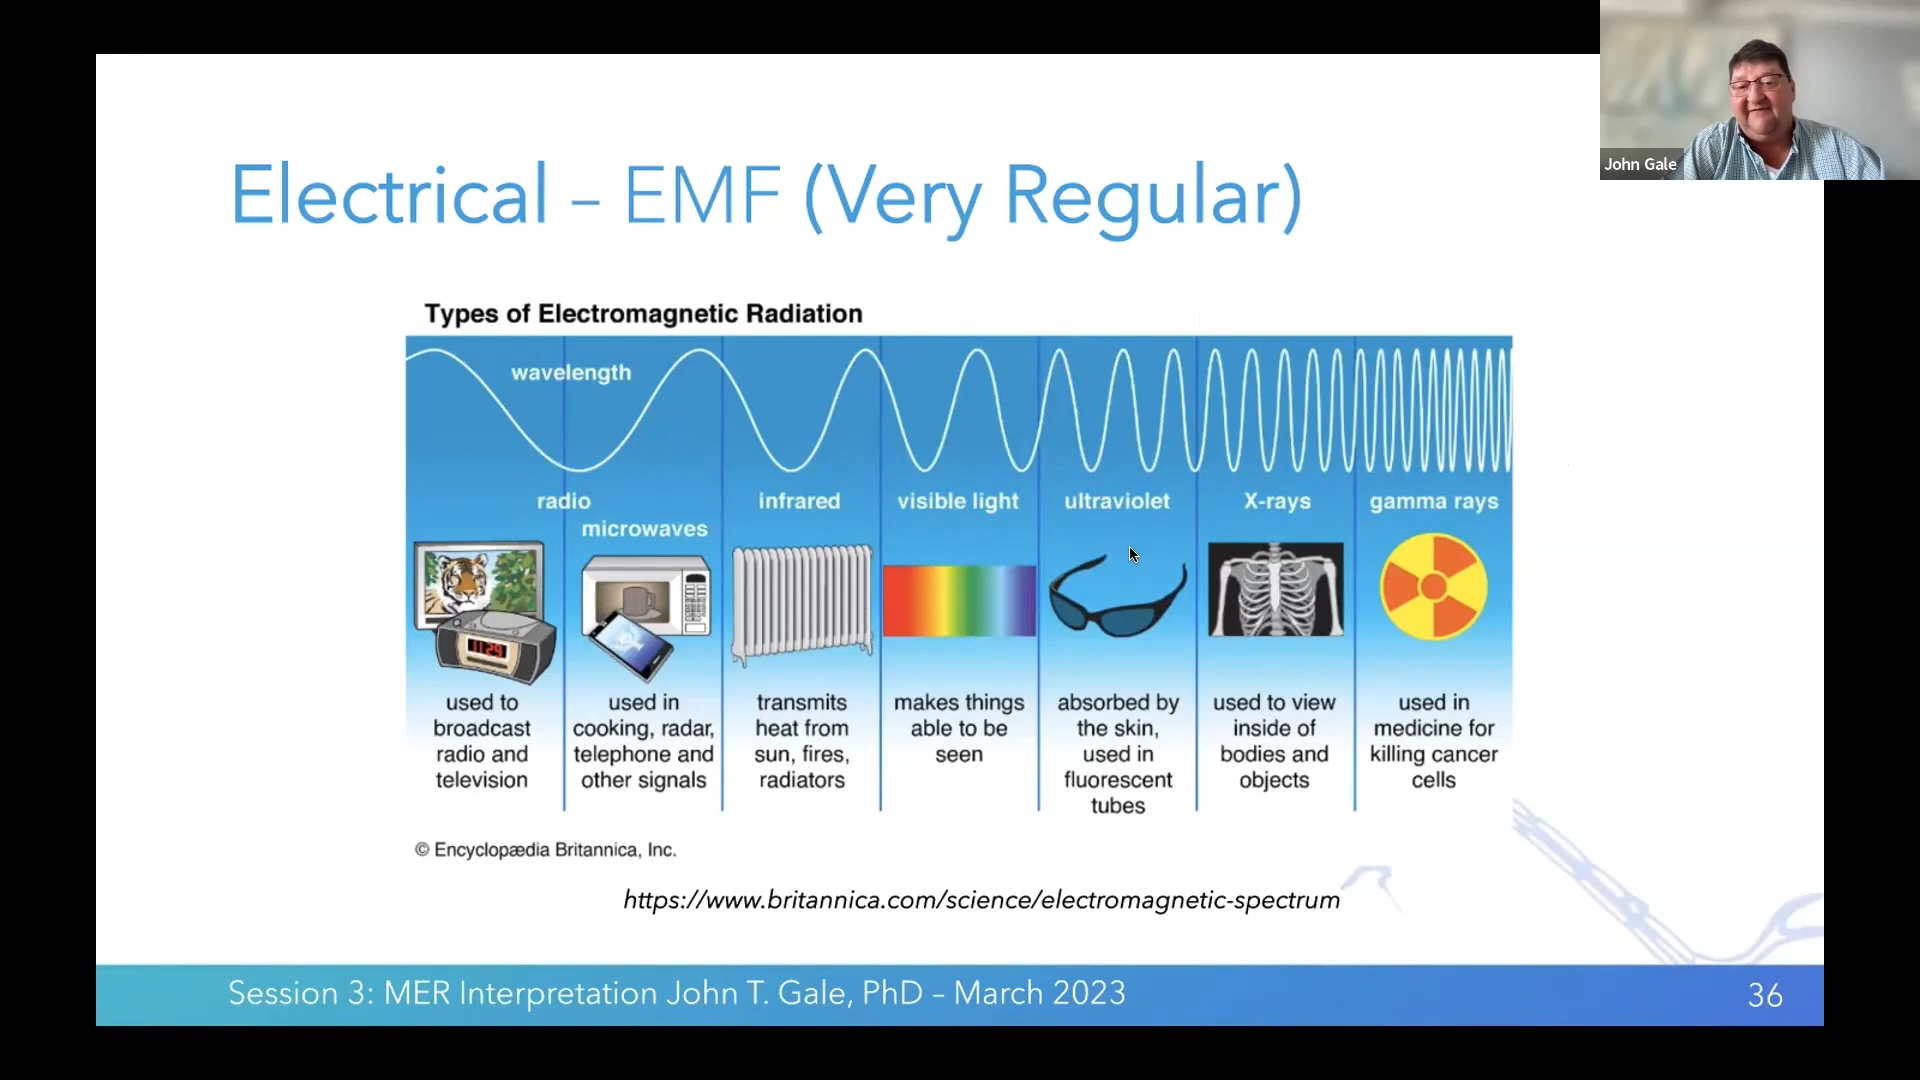 John Gale
Electrical – EMF (Very Regular)
Types of Electromagnetic Radiation
wavelength
radio
microwaves
infrared
visible light
ultraviolet
X-rays
gamma rays
11:29
used to
broadcast
radio and
television
used in
cooking, radar,
telephone and
other signals
transmits
heat from
sun, fires,
radiators
makes things
able to be
seen
absorbed by
the skin,
used in
fluorescent
tubes
used to view
inside of
bodies and
objects
used in
medicine for
killing cancer
cells
© Encyclopædia Britannica, Inc.
https://www.britannica.com/science/electromagnetic-spectrum
Session 3: MER Interpretation John T. Gale, PhD – March 2023
36